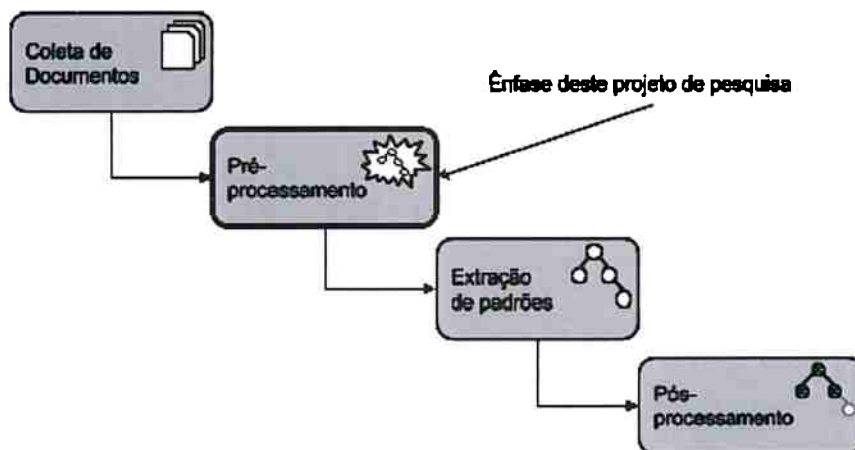 Coleta de
Documentos
Ênfase deste projeto de pesquisa
Pré-
processamento
Extração
de padrões
Pós-
processamento